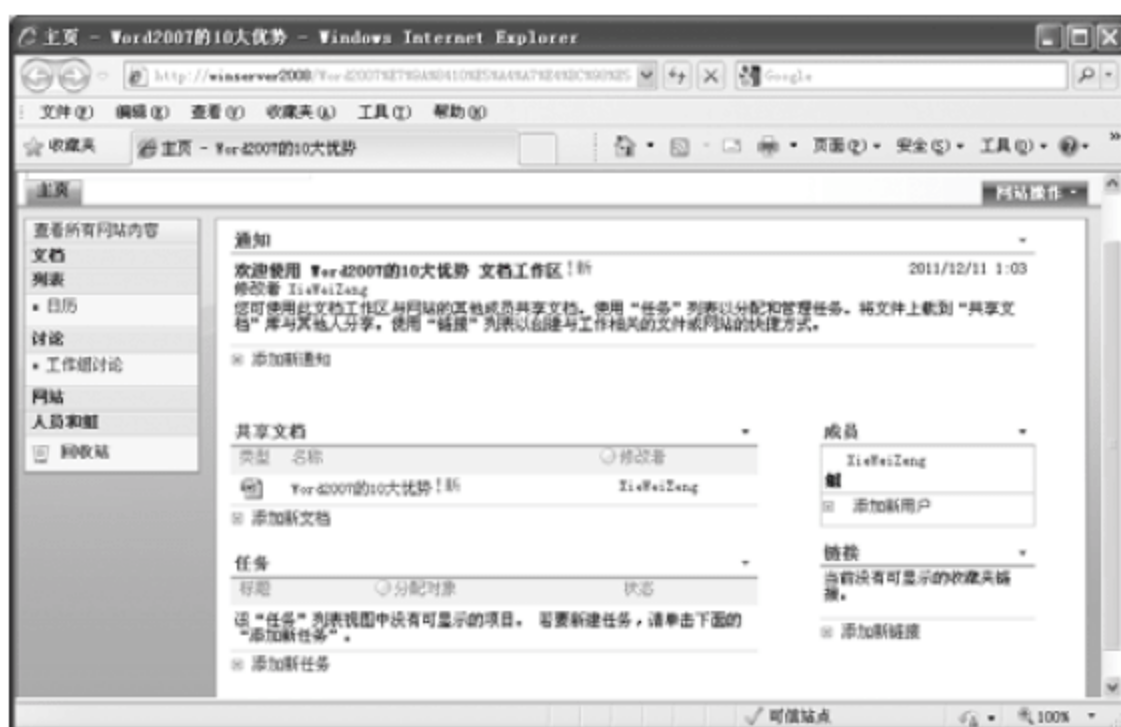 主页 - Word2007的10大优势 - Windows Internet Explorer
http://winserver2008/Word2007%E7%9A%8410%E5%A4%A7%E4%BC%98%E5
Google
文件(F) 编辑(E) 查看(V) 收藏夹(A) 工具(T) 帮助(H)
收藏夹 主页 - Word2007的10大优势 页面(P) 安全(S) 工具(O)
主页 网站操作
查看所有网站内容
文档
列表
日历
讨论
工作组讨论
网站
人员和组
回收站
通知
欢迎使用 Word2007的10大优势 文档工作区!新 2011/12/11 1:03
修改者 XieWeiZeng
您可使用此文档工作区与网站的其他成员共享文档。使用“任务”列表以分配和管理任务。将文件上载到“共享文
档”库与其他人分享。使用“链接”列表以创建与工作相关的文件或网站的快捷方式。
添加新通知
共享文档
类型 名称 修改者
Word2007的10大优势!新 XieWeiZeng
添加新文档
任务
标题 分配对象 状态
该“任务”列表视图中没有可显示的项目。 若要新建任务，请单击下面的
“添加新任务”。
添加新任务
成员
XieWeiZeng
组
添加新用户
链接
当前没有可显示的收藏夹链
接。
添加新链接
可信站点 100%